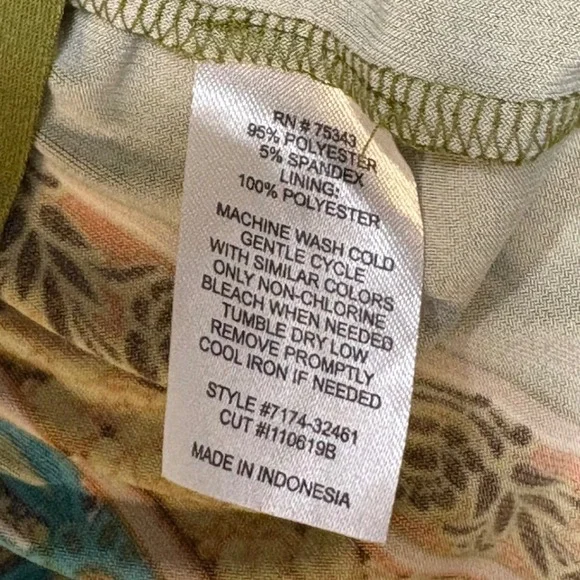 RN # 75343
95% POLYESTER
5% SPANDEX
LINING:
100% POLYESTER
MACHINE WASH COLD
GENTLE CYCLE
WITH SIMILAR COLORS
ONLY NON-CHLORINE
BLEACH WHEN NEEDED
TUMBLE DRY LOW
REMOVE PROMPTLY
COOL IRON IF NEEDED
STYLE #7174-32461
CUT #I110619B
MADE IN INDONESIA